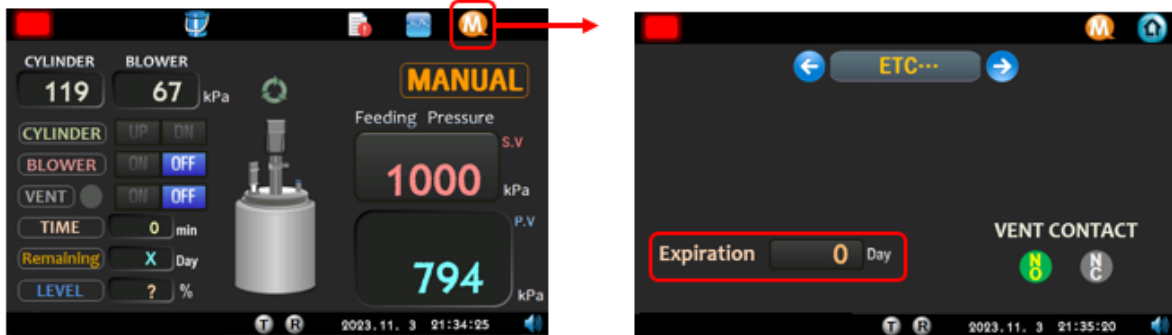 M
CYLINDER BLOWER
119 67 kPa
MANUAL
Feeding Pressure
CYLINDER UP DN
S.V
BLOWER ON OFF
1000 kPa
VENT ON OFF
TIME 0 min
P.V
Remaining X Day
794 kPa
LEVEL ? %
T R 2023.11. 3 21:34:25
M
ETC···
VENT CONTACT
Expiration 0 Day
NO NC
T R 2023.11. 3 21:35:20